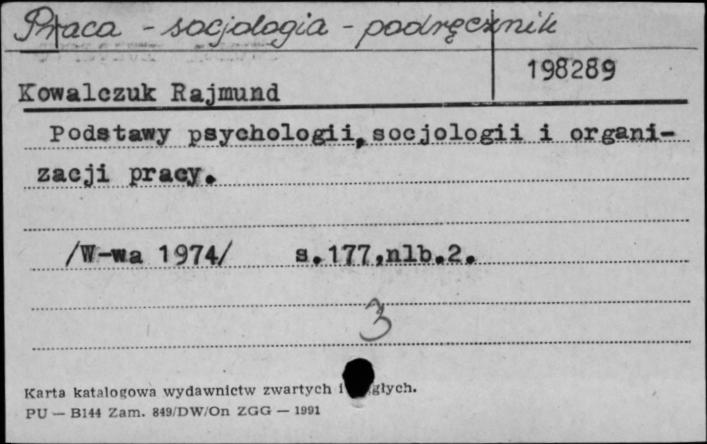 Praca - socjologia - podręcznik
198289
Kowalczuk Rajmund
Podstawy psychologii,socjologii i organi-
zacji pracy.
/W-wa 1974/ s.177,nlb.2.
3
Karta katalogowa wydawnictw zwartych i głych.
PU — B144 Zam. 849/DW/On ZGG — 1991